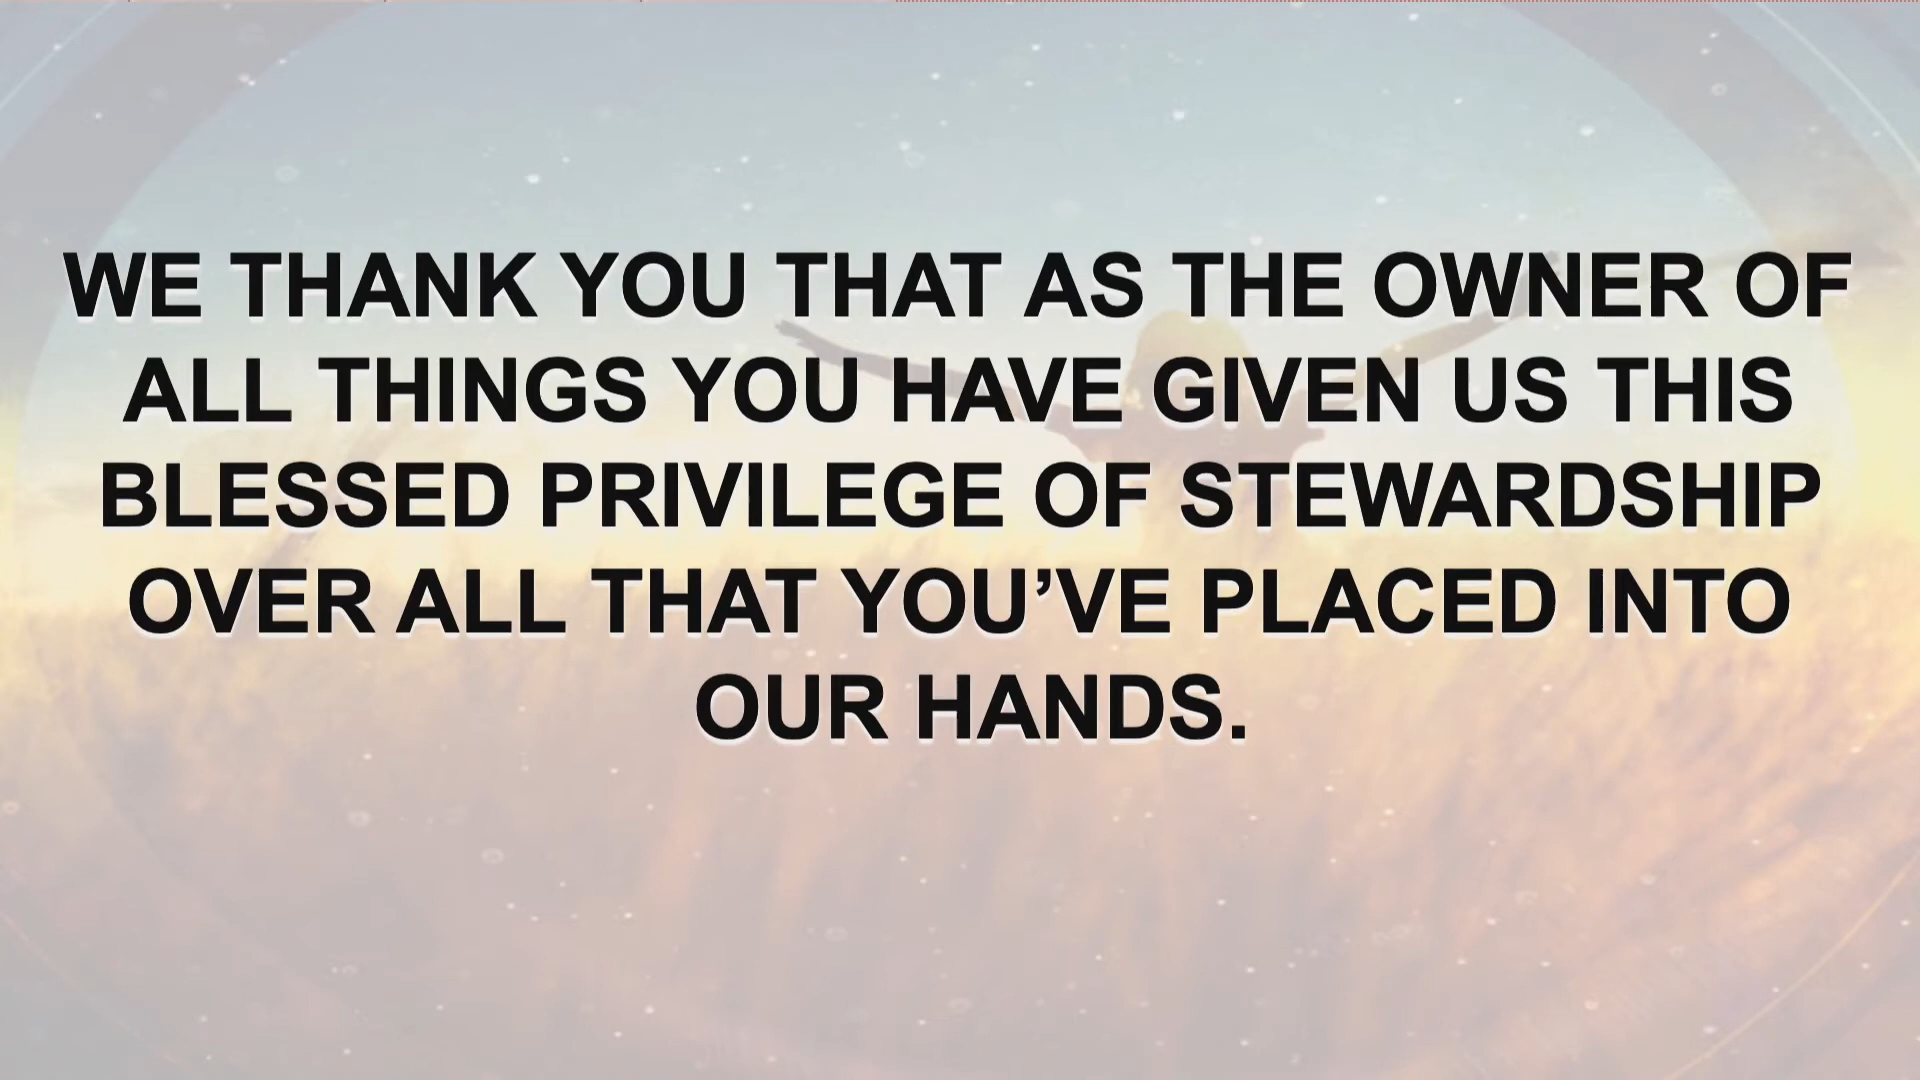 WE THANK YOU THAT AS THE OWNER OF
ALL THINGS YOU HAVE GIVEN US THIS
BLESSED PRIVILEGE OF STEWARDSHIP
OVER ALL THAT YOU’VE PLACED INTO
OUR HANDS.